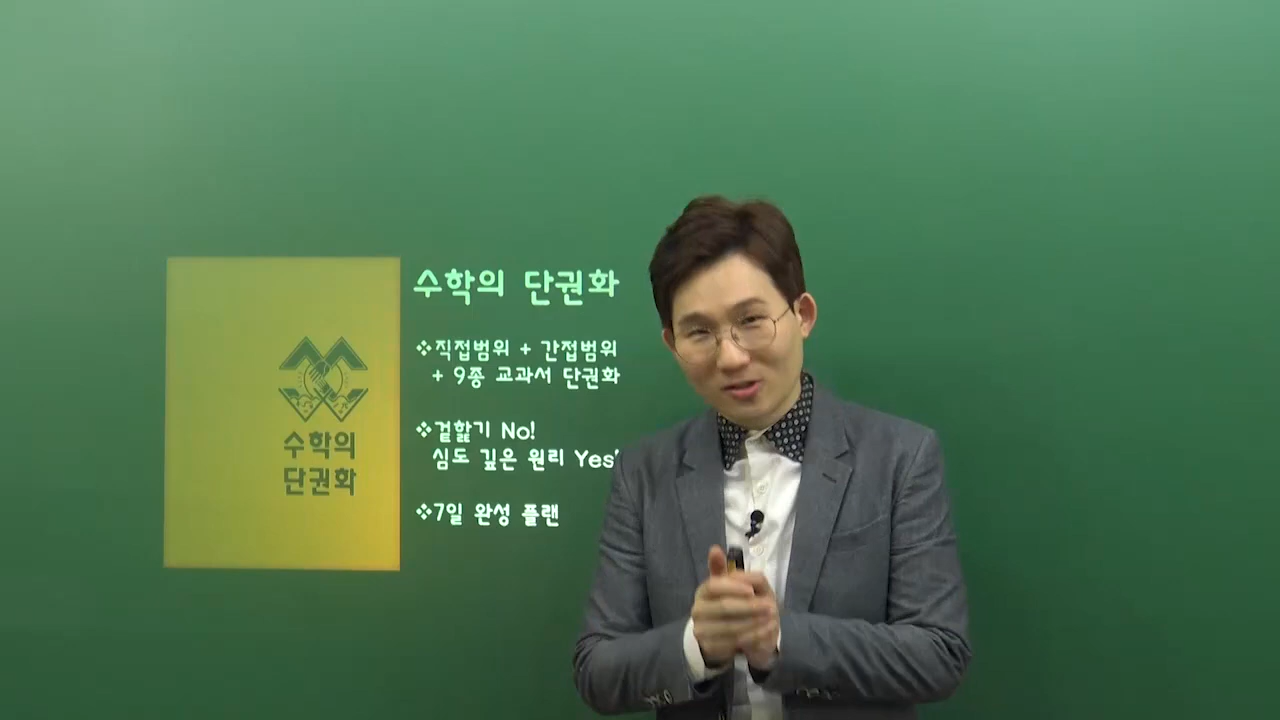 수학의
단권화
수학의 단권화
❖직접범위 + 간접범위
+ 9종 교과서 단권화
❖겉핥기 No!
심도 깊은 원리 Yes!
❖7일 완성 플랜